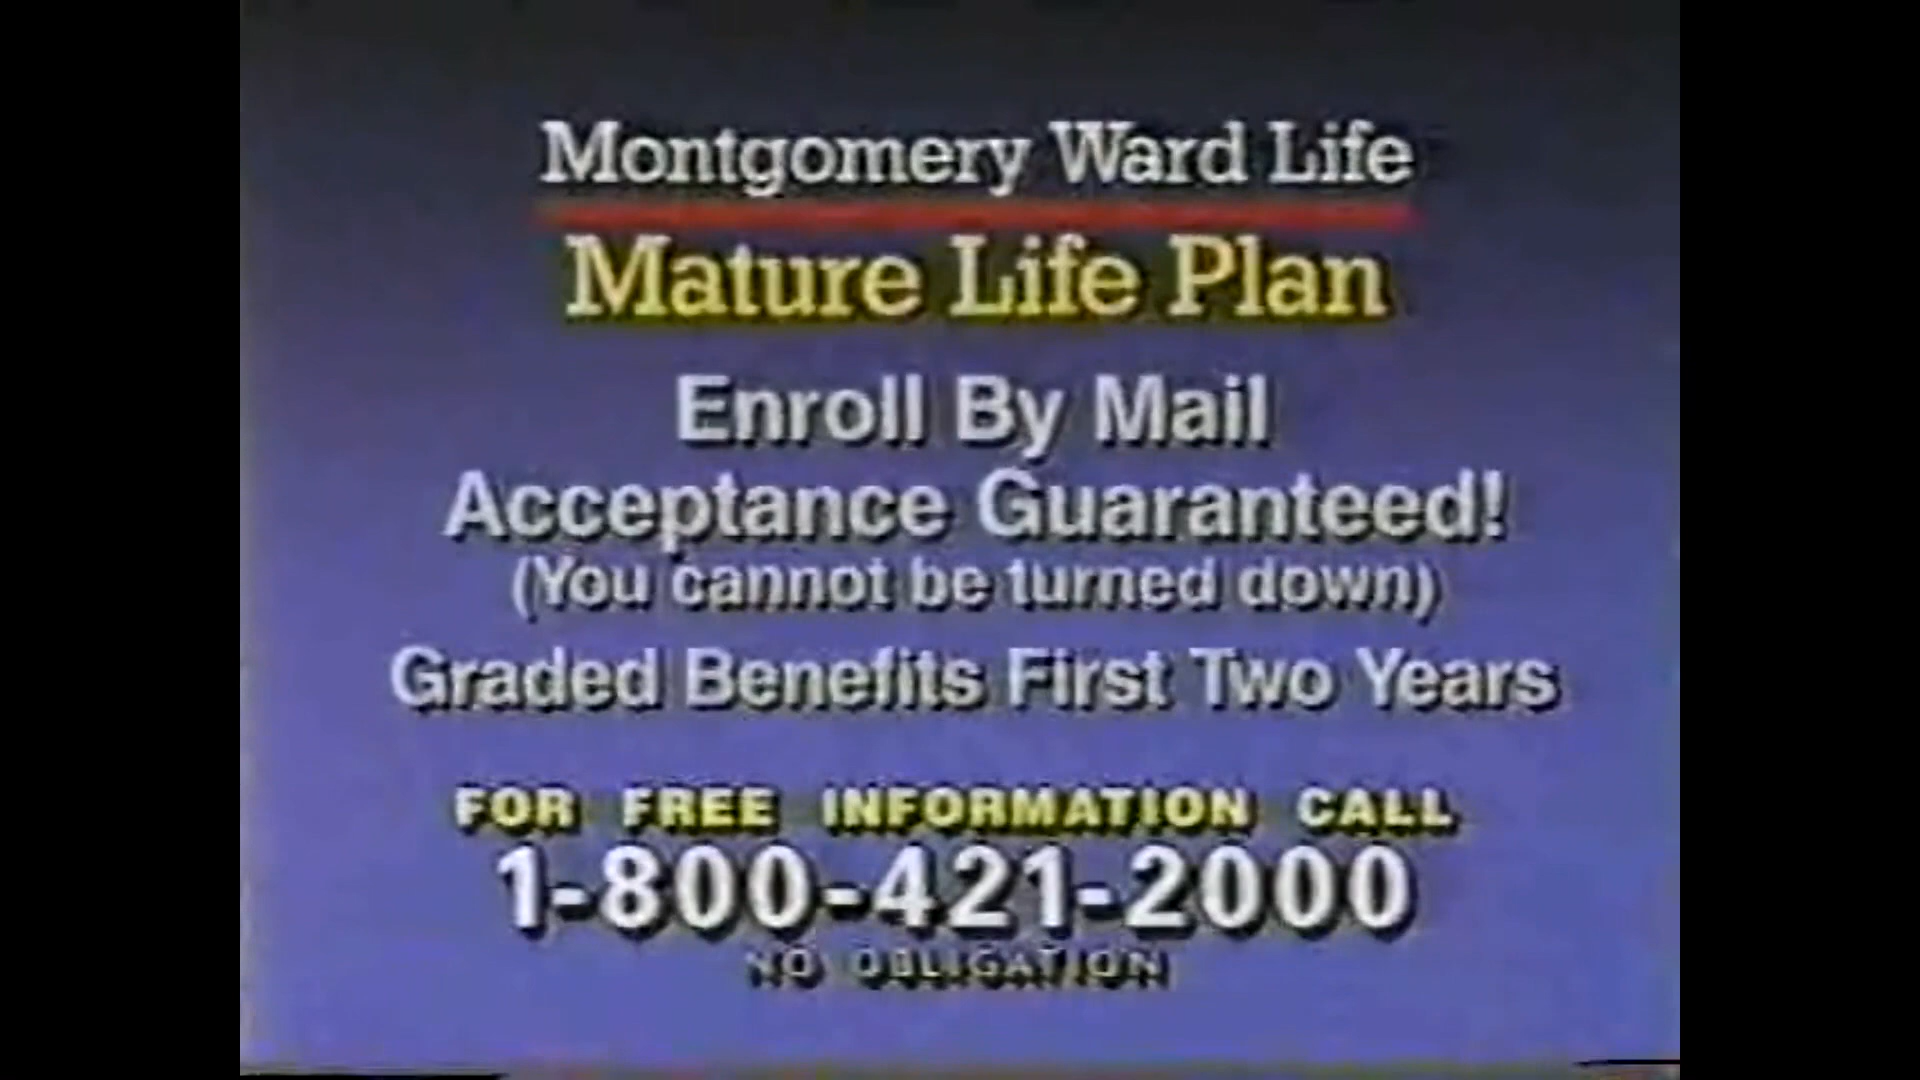 Montgomery Ward Life
Mature Life Plan
Enroll By Mail
Acceptance Guaranteed!
(You cannot be turned down)
Graded Benefits First Two Years
FOR FREE INFORMATION CALL
1-800-421-2000
NO OBLIGATION